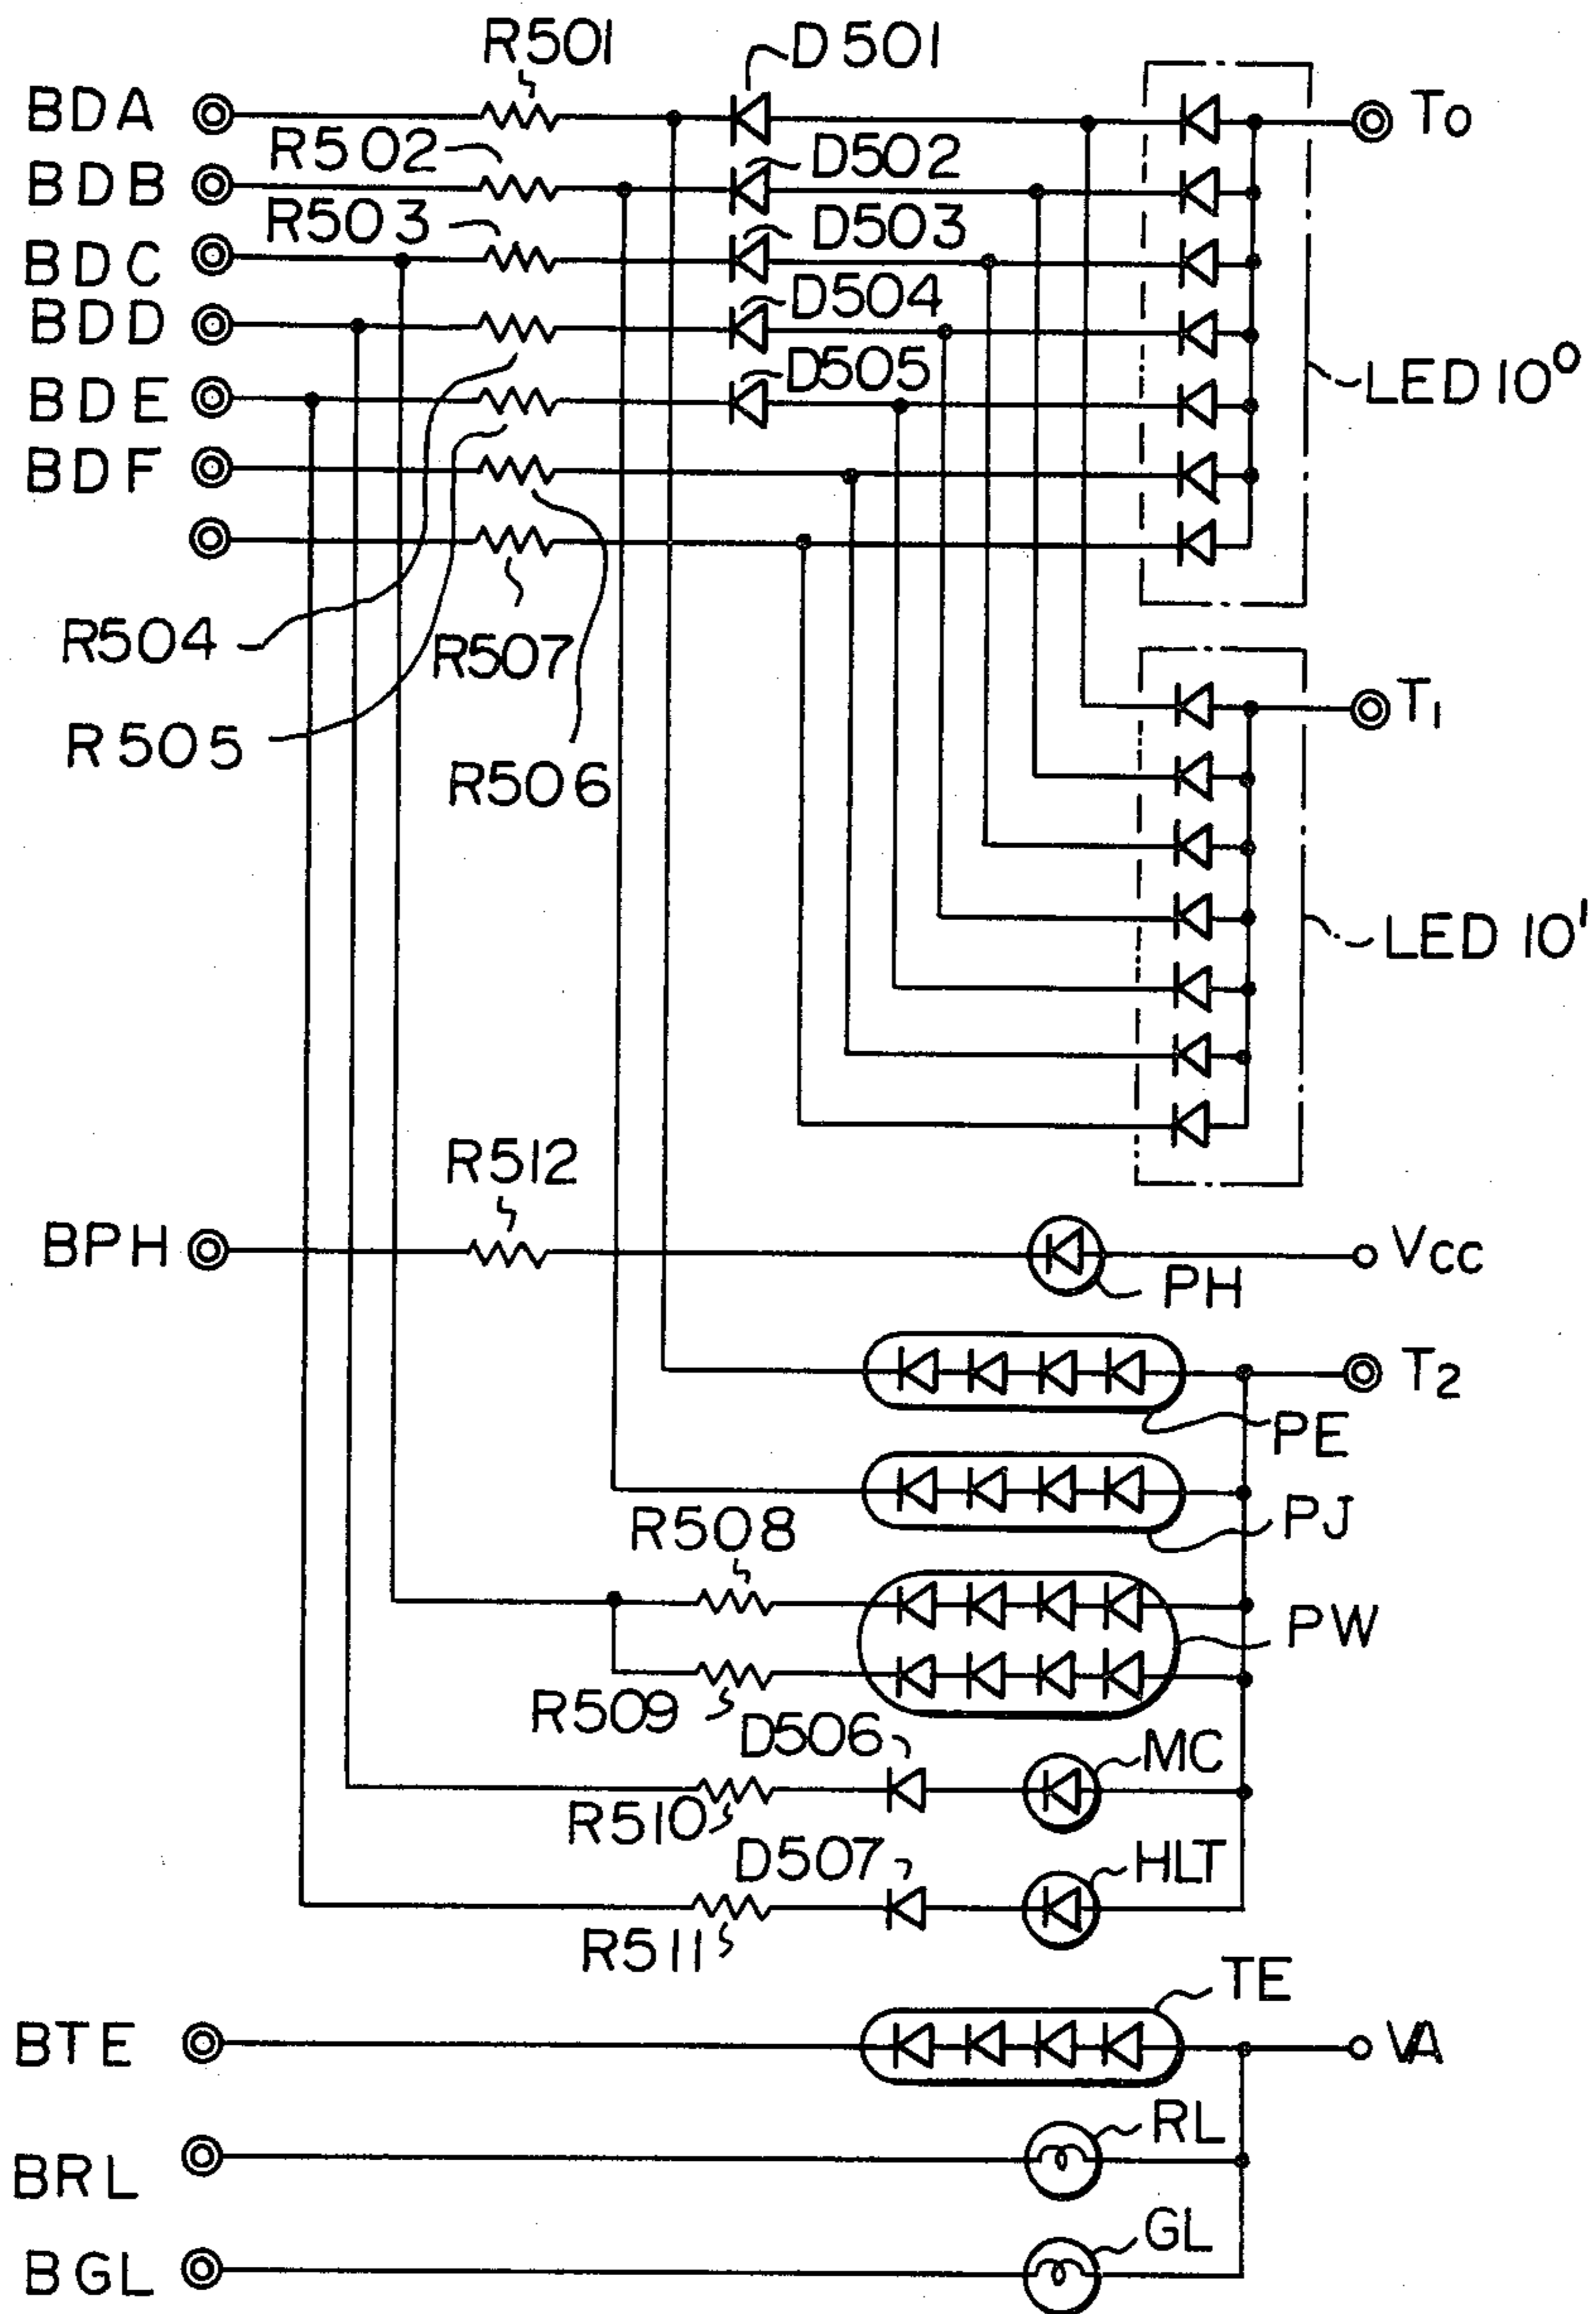 R501
D501
BDA
T0
R502
D502
BDB
R503
D503
BDC
D504
BDD
D505
LED 10⁰
BDE
BDF
R504
R507
T1
R505
R506
LED 10¹
R512
BPH
VCC
PH
T2
PE
R508
PJ
PW
R509
D506
MC
R510
D507
HLT
R511
TE
BTE
VA
RL
BRL
GL
BGL